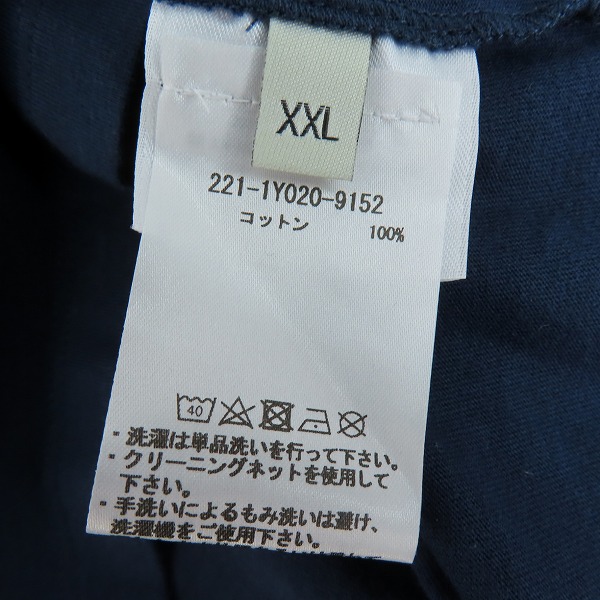 XXL
221-1Y020-9152
コットン 100%
40
・洗濯は単品洗いを行って下さい。
・クリーニングネットを使用して
下さい。
・手洗いによるもみ洗いは避け、
洗濯機をご使用下さい。